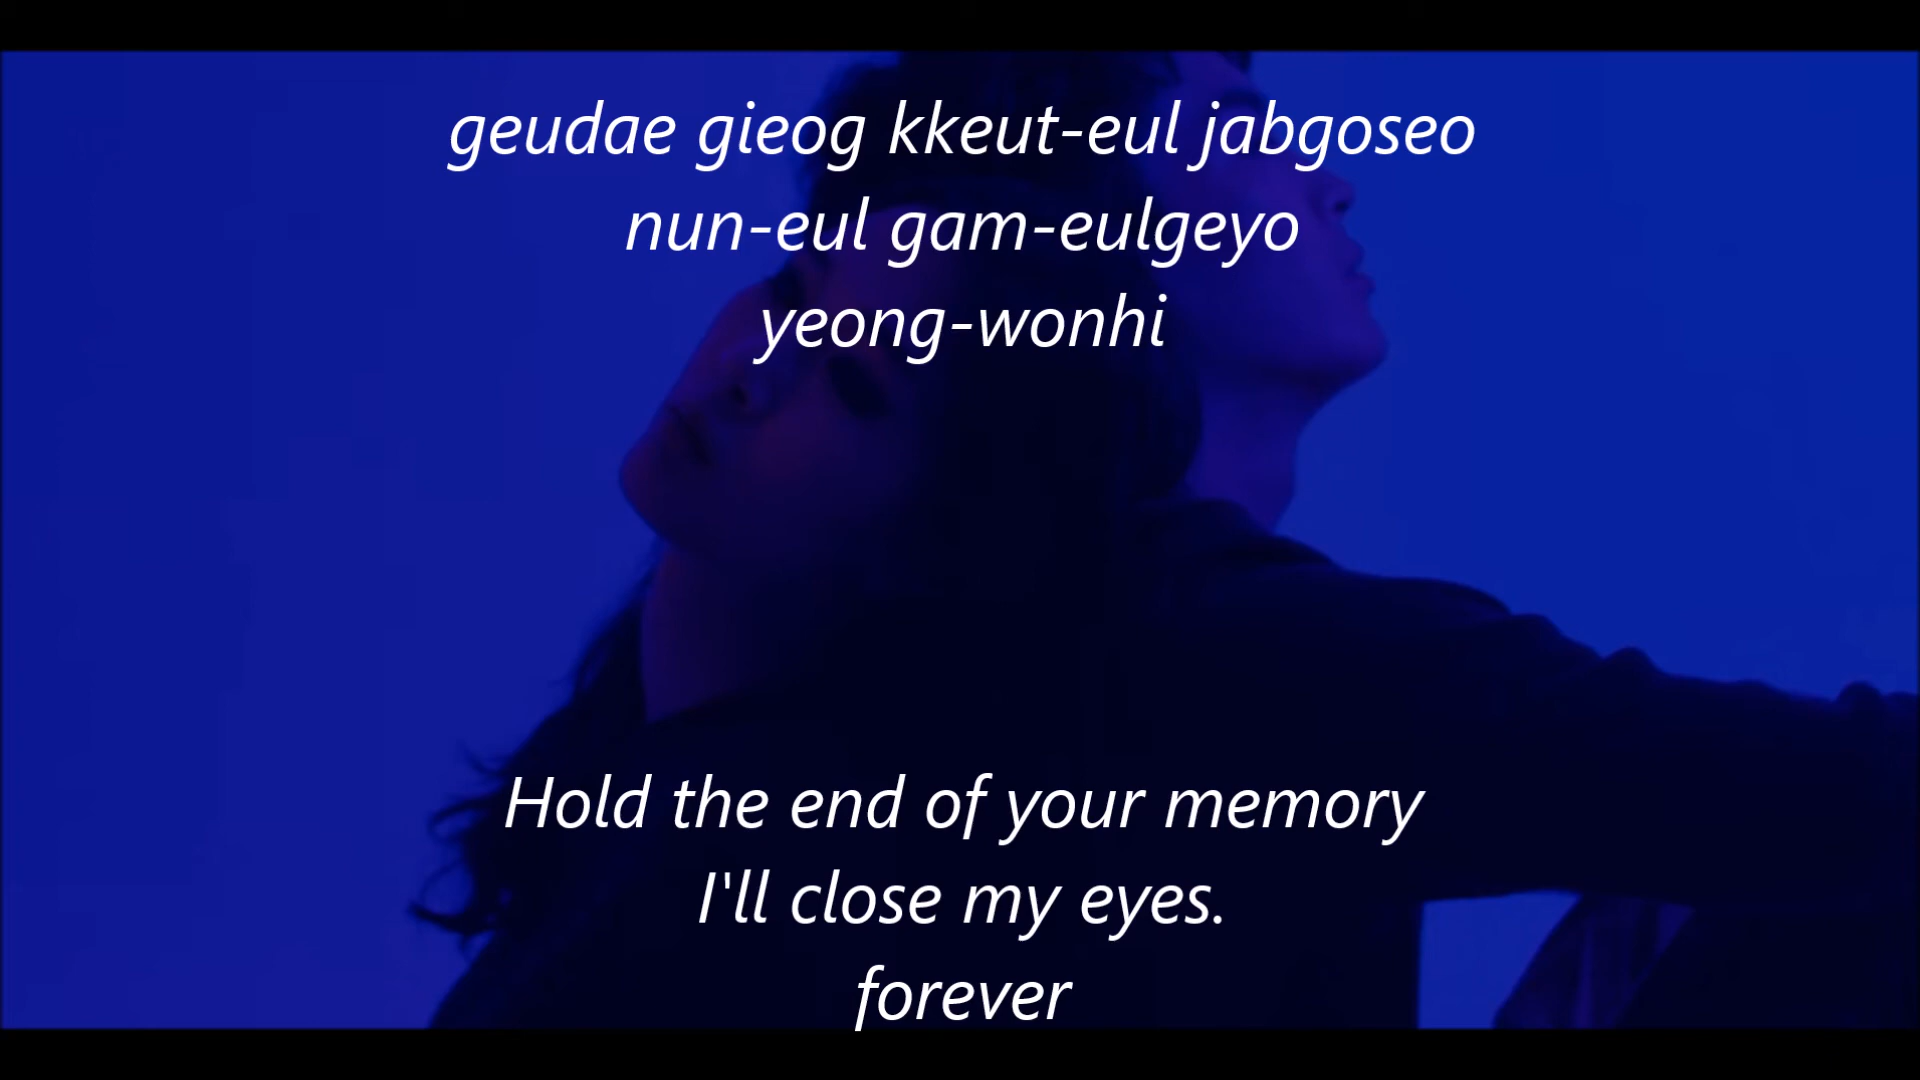 geudae gieog kkeut-eul jabgoseo
nun-eul gam-eulgeyo
yeong-wonhi
Hold the end of your memory
I'll close my eyes.
forever